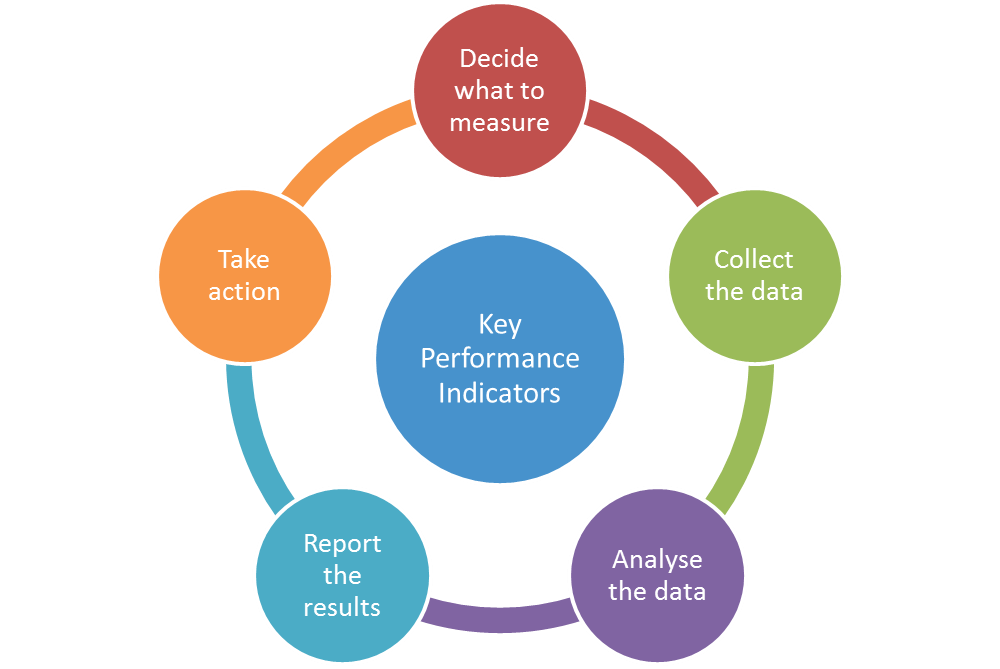 Decide
what to
measure
Collect
the data
Analyse
the data
Report
the
results
Take
action
Key
Performance
Indicators